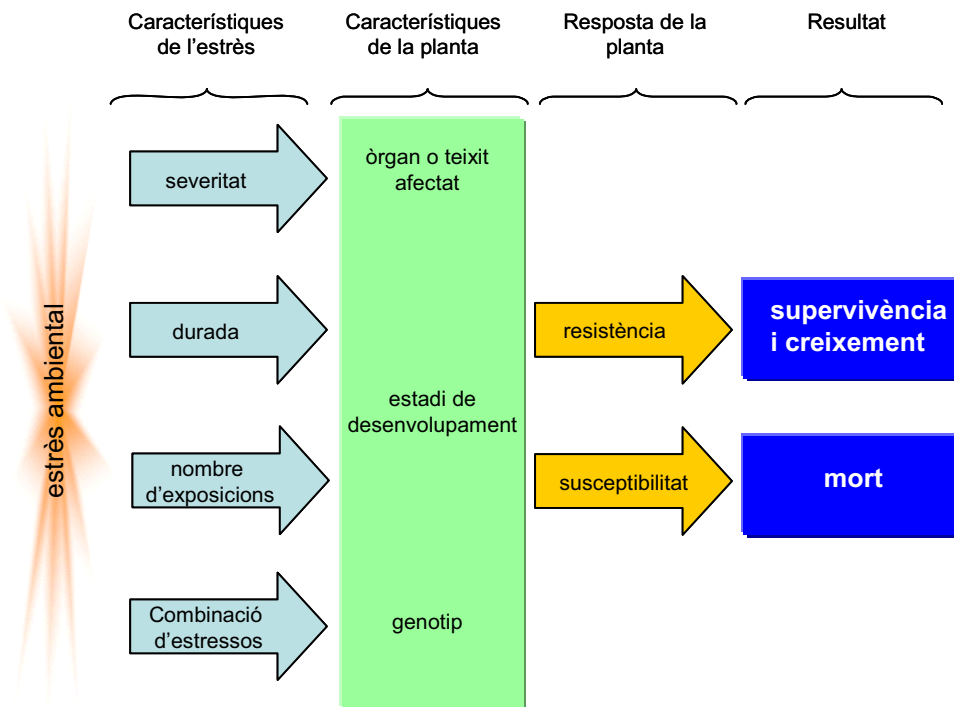 Característiques
de l’estrès
Característiques
de la planta
Resposta de la
planta
Resultat
estrès ambiental
severitat
durada
nombre
d’exposicions
Combinació
d’estressos
òrgan o teixit
afectat
estadi de
desenvolupament
genotip
resistència
susceptibilitat
supervivència
i creixement
mort